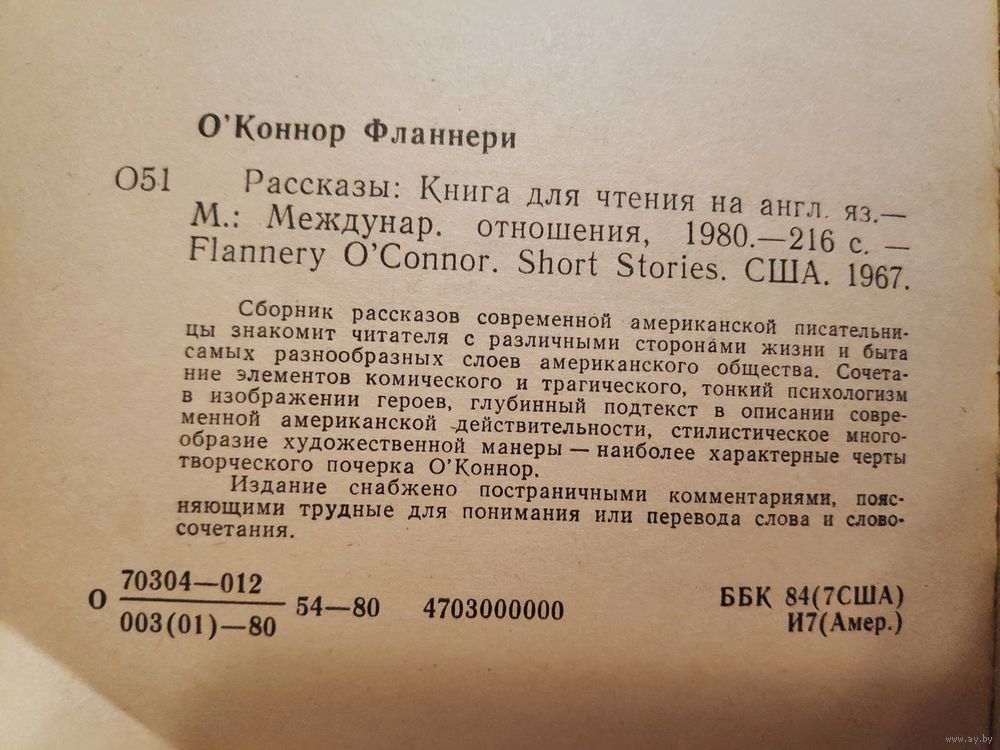 О'Коннор Фланнери
О51 Рассказы: Книга для чтения на англ. яз.—
М.: Междунар. отношения, 1980.—216 с. —
Flannery O'Connor. Short Stories. США. 1967.
Сборник рассказов современной американской писательни-
цы знакомит читателя с различными сторонами жизни и быта
самых разнообразных слоев американского общества. Сочета-
ние элементов комического и трагического, тонкий психологизм
в изображении героев, глубинный подтекст в описании совре-
менной американской действительности, стилистическое много-
образие художественной манеры — наиболее характерные черты
творческого почерка О'Коннор.
Издание снабжено постраничными комментариями, пояс-
няющими трудные для понимания или перевода слова и слово-
сочетания.
О 70304—012
003(01)—80
54—80 4703000000
ББК 84(7США)
И7(Амер.)
www.ay.by